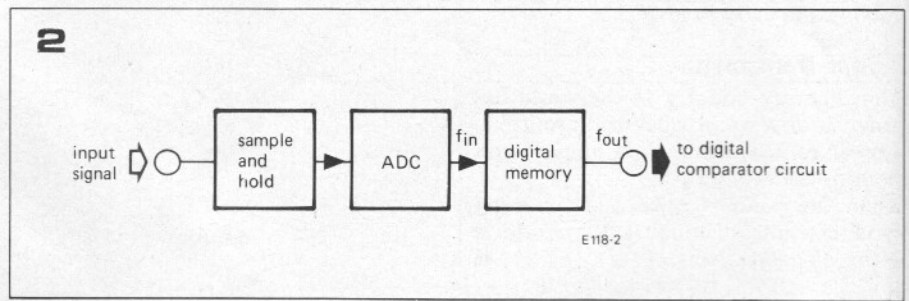 2
input
signal
sample
and
hold
ADC
fin
digital
memory
fout
to digital
comparator circuit
E118-2